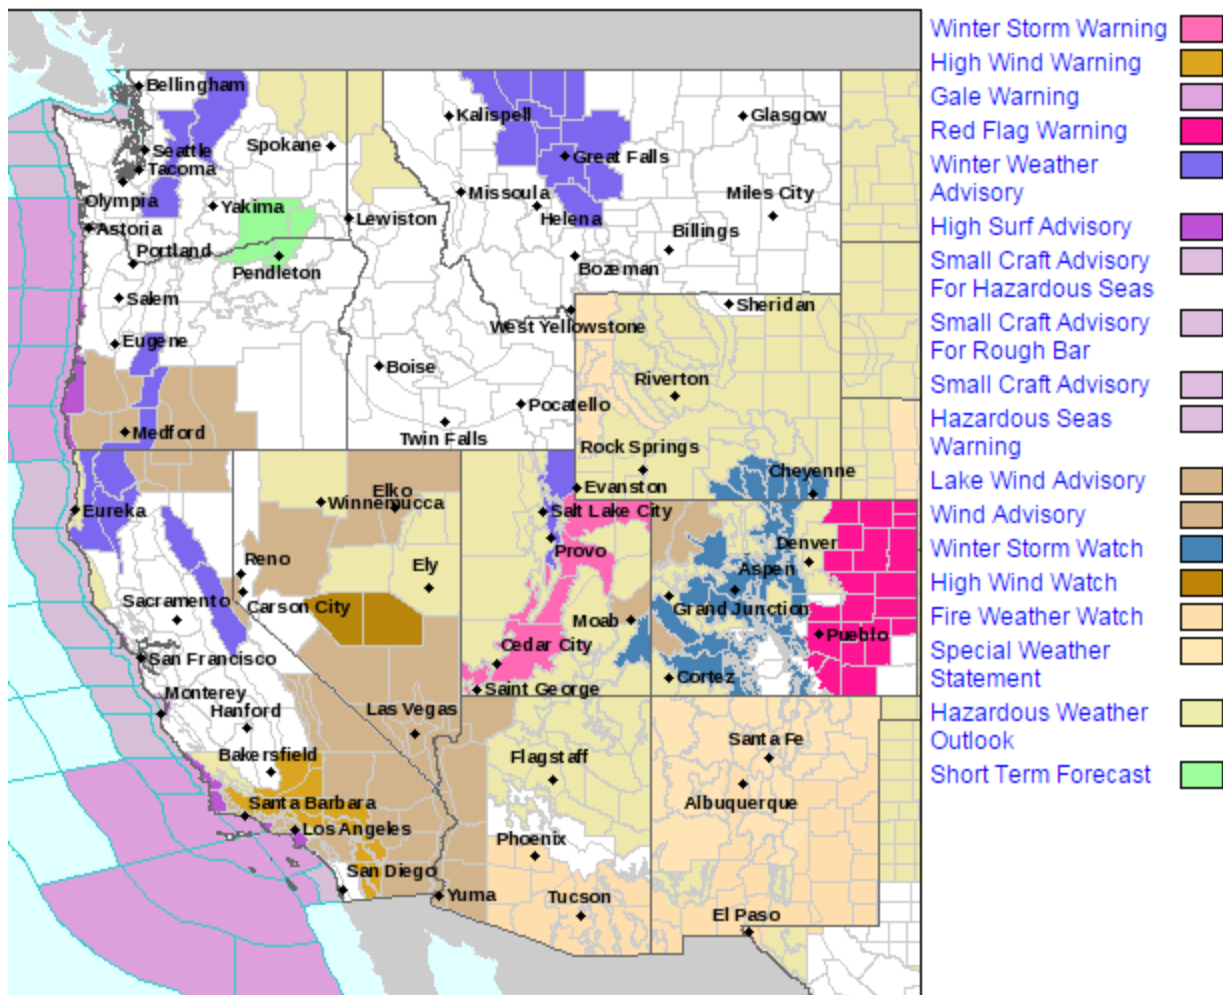 Winter Storm Warning
High Wind Warning
Gale Warning
Red Flag Warning
Winter Weather
Advisory
High Surf Advisory
Small Craft Advisory
For Hazardous Seas
Small Craft Advisory
For Rough Bar
Small Craft Advisory
Hazardous Seas
Warning
Lake Wind Advisory
Wind Advisory
Winter Storm Watch
High Wind Watch
Fire Weather Watch
Special Weather
Statement
Hazardous Weather
Outlook
Short Term Forecast
Bellingham
Kalispell
Glasgow
Seattle
Spokane
Great Falls
Tacoma
Olympia
Yakima
Missoula
Miles City
Helena
Lewiston
Astoria
Billings
Portland
Pendleton
Bozeman
Salem
Sheridan
West Yellowstone
Eugene
Boise
Riverton
Pocatello
Medford
Twin Falls
Rock Springs
Cheyenne
Elko
Evanston
Winnemucca
Eureka
Salt Lake City
Provo
Denver
Reno
Ely
Aspen
Sacramento
Carson City
Grand Junction
Moab
Pueblo
Cedar City
San Francisco
Cortez
Saint George
Monterey
Hanford
Las Vegas
Santa Fe
Bakersfield
Flagstaff
Santa Barbara
Albuquerque
Los Angeles
Phoenix
San Diego
Yuma
Tucson
El Paso